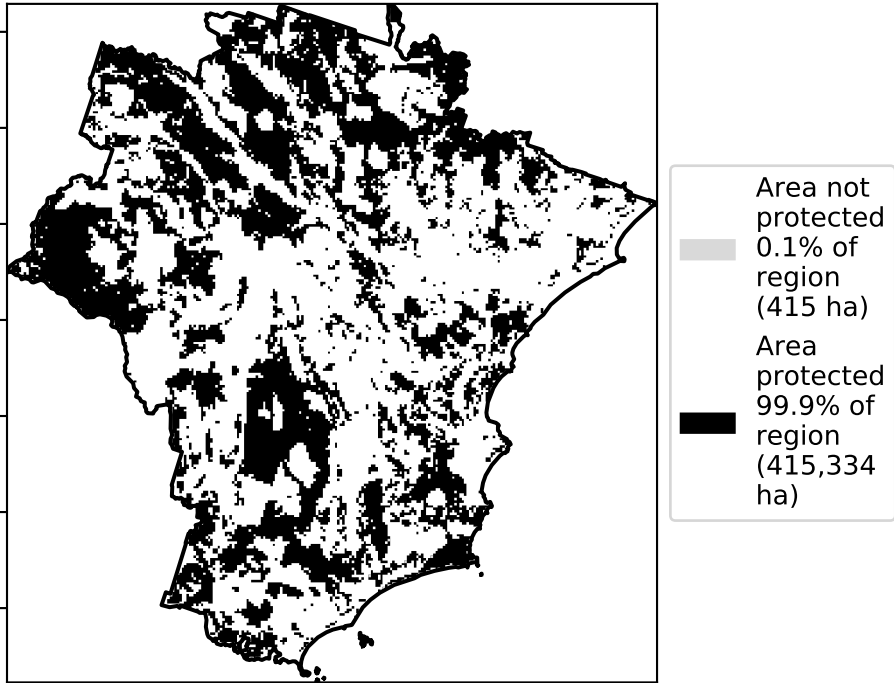 Area not
protected
0.1% of
region
(415 ha)
Area
protected
99.9% of
region
(415,334
ha)